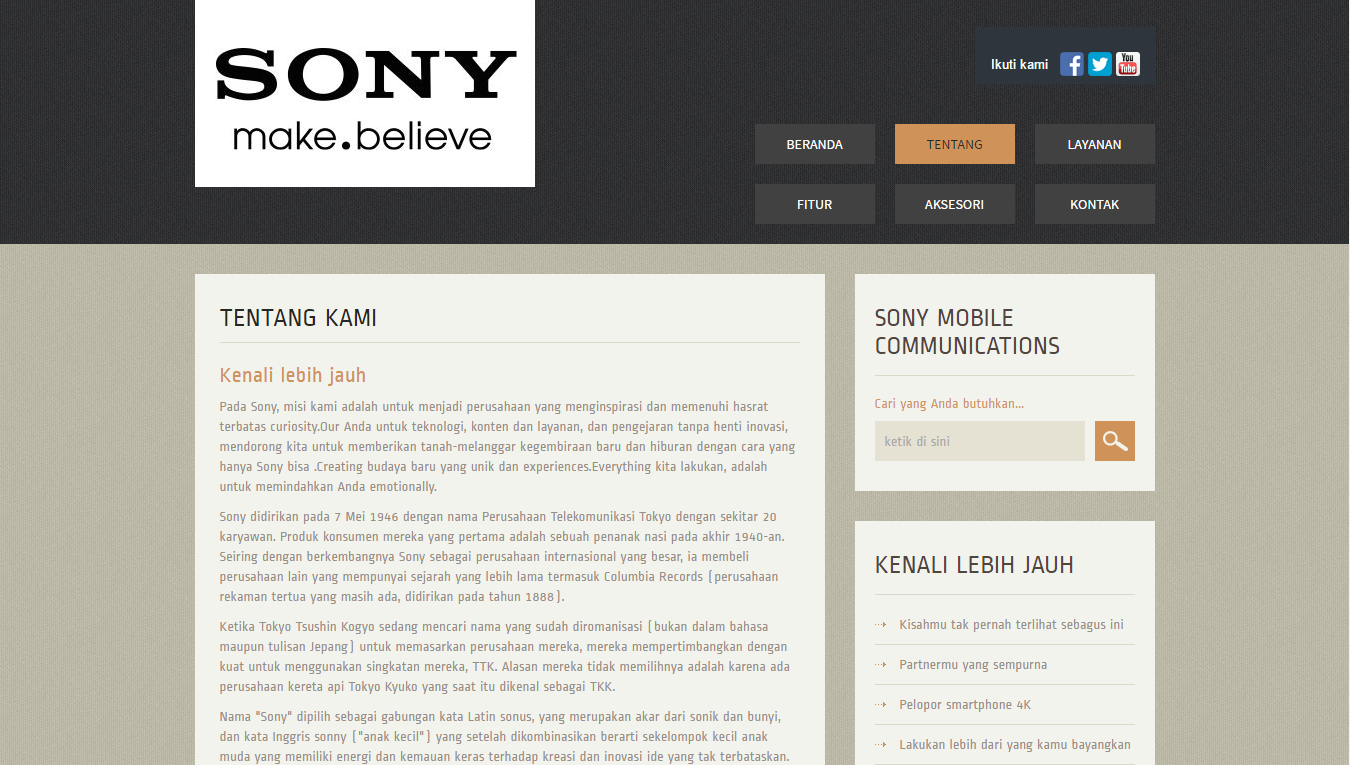 SONY
make.believe
Ikuti kami
You
Tube
BERANDA
TENTANG
LAYANAN
FITUR
AKSESORI
KONTAK
TENTANG KAMI
Kenali lebih jauh
Pada Sony, misi kami adalah untuk menjadi perusahaan yang menginspirasi dan memenuhi hasrat
terbatas curiosity.Our Anda untuk teknologi, konten dan layanan, dan pengejaran tanpa henti inovasi,
mendorong kita untuk memberikan tanah-melanggar kegembiraan baru dan hiburan dengan cara yang
hanya Sony bisa .Creating budaya baru yang unik dan experiences.Everything kita lakukan, adalah
untuk memindahkan Anda emotionally.
Sony didirikan pada 7 Mei 1946 dengan nama Perusahaan Telekomunikasi Tokyo dengan sekitar 20
karyawan. Produk konsumen mereka yang pertama adalah sebuah penanak nasi pada akhir 1940-an.
Seiring dengan berkembangnya Sony sebagai perusahaan internasional yang besar, ia membeli
perusahaan lain yang mempunyai sejarah yang lebih lama termasuk Columbia Records (perusahaan
rekaman tertua yang masih ada, didirikan pada tahun 1888).
Ketika Tokyo Tsushin Kogyo sedang mencari nama yang sudah diromanisasi (bukan dalam bahasa
maupun tulisan Jepang) untuk memasarkan perusahaan mereka, mereka mempertimbangkan dengan
kuat untuk menggunakan singkatan mereka, TTK. Alasan mereka tidak memilihnya adalah karena ada
perusahaan kereta api Tokyo Kyuko yang saat itu dikenal sebagai TKK.
Nama "Sony" dipilih sebagai gabungan kata Latin sonus, yang merupakan akar dari sonik dan bunyi,
dan kata Inggris sonny ("anak kecil") yang setelah dikombinasikan berarti sekelompok kecil anak
muda yang memiliki energi dan kemauan keras terhadap kreasi dan inovasi ide yang tak terbataskan.
SONY MOBILE
COMMUNICATIONS
Cari yang Anda butuhkan...
ketik di sini
KENALI LEBIH JAUH
Kisahmu tak pernah terlihat sebagus ini
Partnermu yang sempurna
Pelopor smartphone 4K
Lakukan lebih dari yang kamu bayangkan